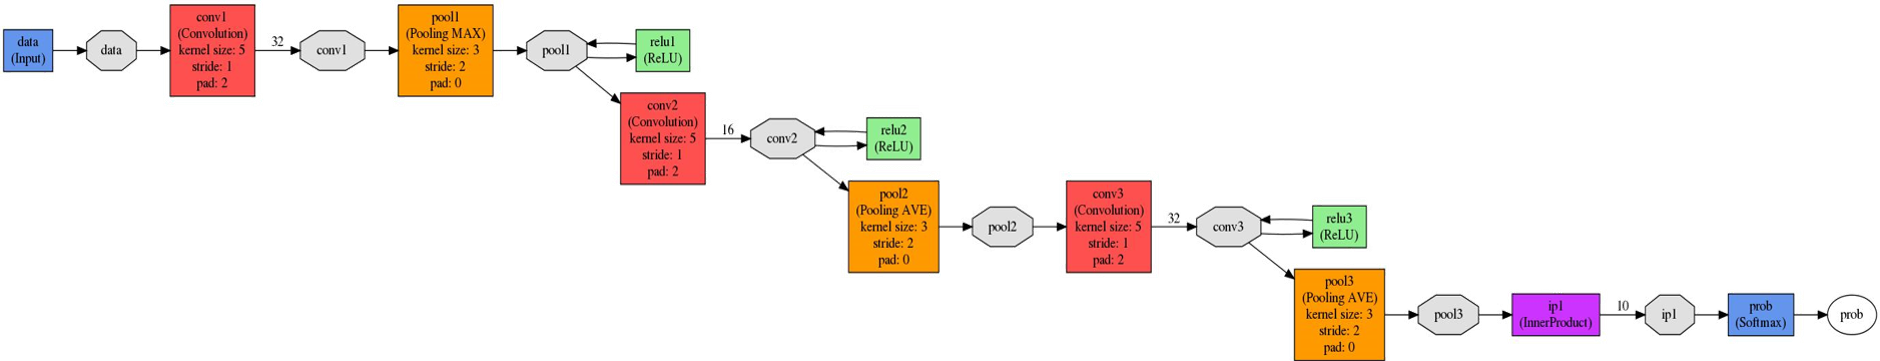 data
(Input)
data
conv1
(Convolution)
kernel size: 5
stride: 1
pad: 2
32
conv1
pool1
(Pooling MAX)
kernel size: 3
stride: 2
pad: 0
pool1
relu1
(ReLU)
conv2
(Convolution)
kernel size: 5
stride: 1
pad: 2
16
conv2
relu2
(ReLU)
pool2
(Pooling AVE)
kernel size: 3
stride: 2
pad: 0
pool2
conv3
(Convolution)
kernel size: 5
stride: 1
pad: 2
32
conv3
relu3
(ReLU)
pool3
(Pooling AVE)
kernel size: 3
stride: 2
pad: 0
pool3
ip1
(InnerProduct)
10
ip1
prob
(Softmax)
prob